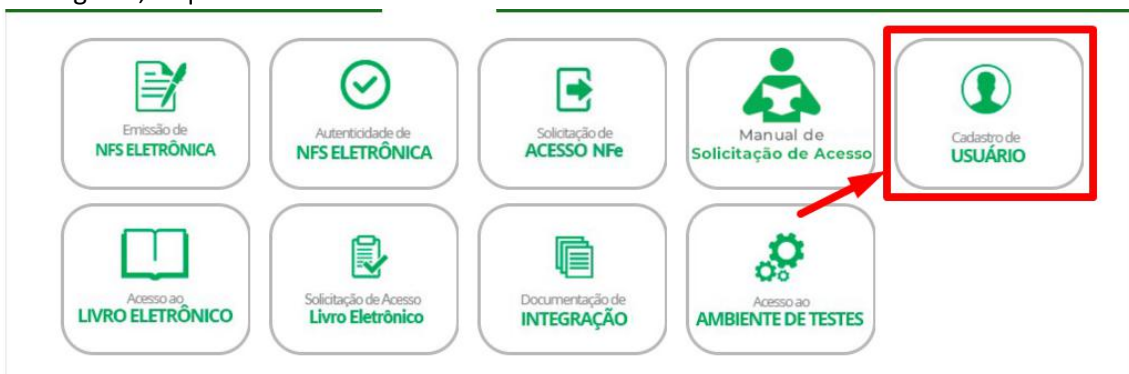 Emissão de
NFS ELETRÔNICA
Autenticidade de
NFS ELETRÔNICA
Solicitação de
ACESSO NFe
Manual de
Solicitação de Acesso
Cadastro de
USUÁRIO
Acesso ao
LIVRO ELETRÔNICO
Solicitação de Acesso
Livro Eletrônico
Documentação de
INTEGRAÇÃO
Acesso ao
AMBIENTE DE TESTES